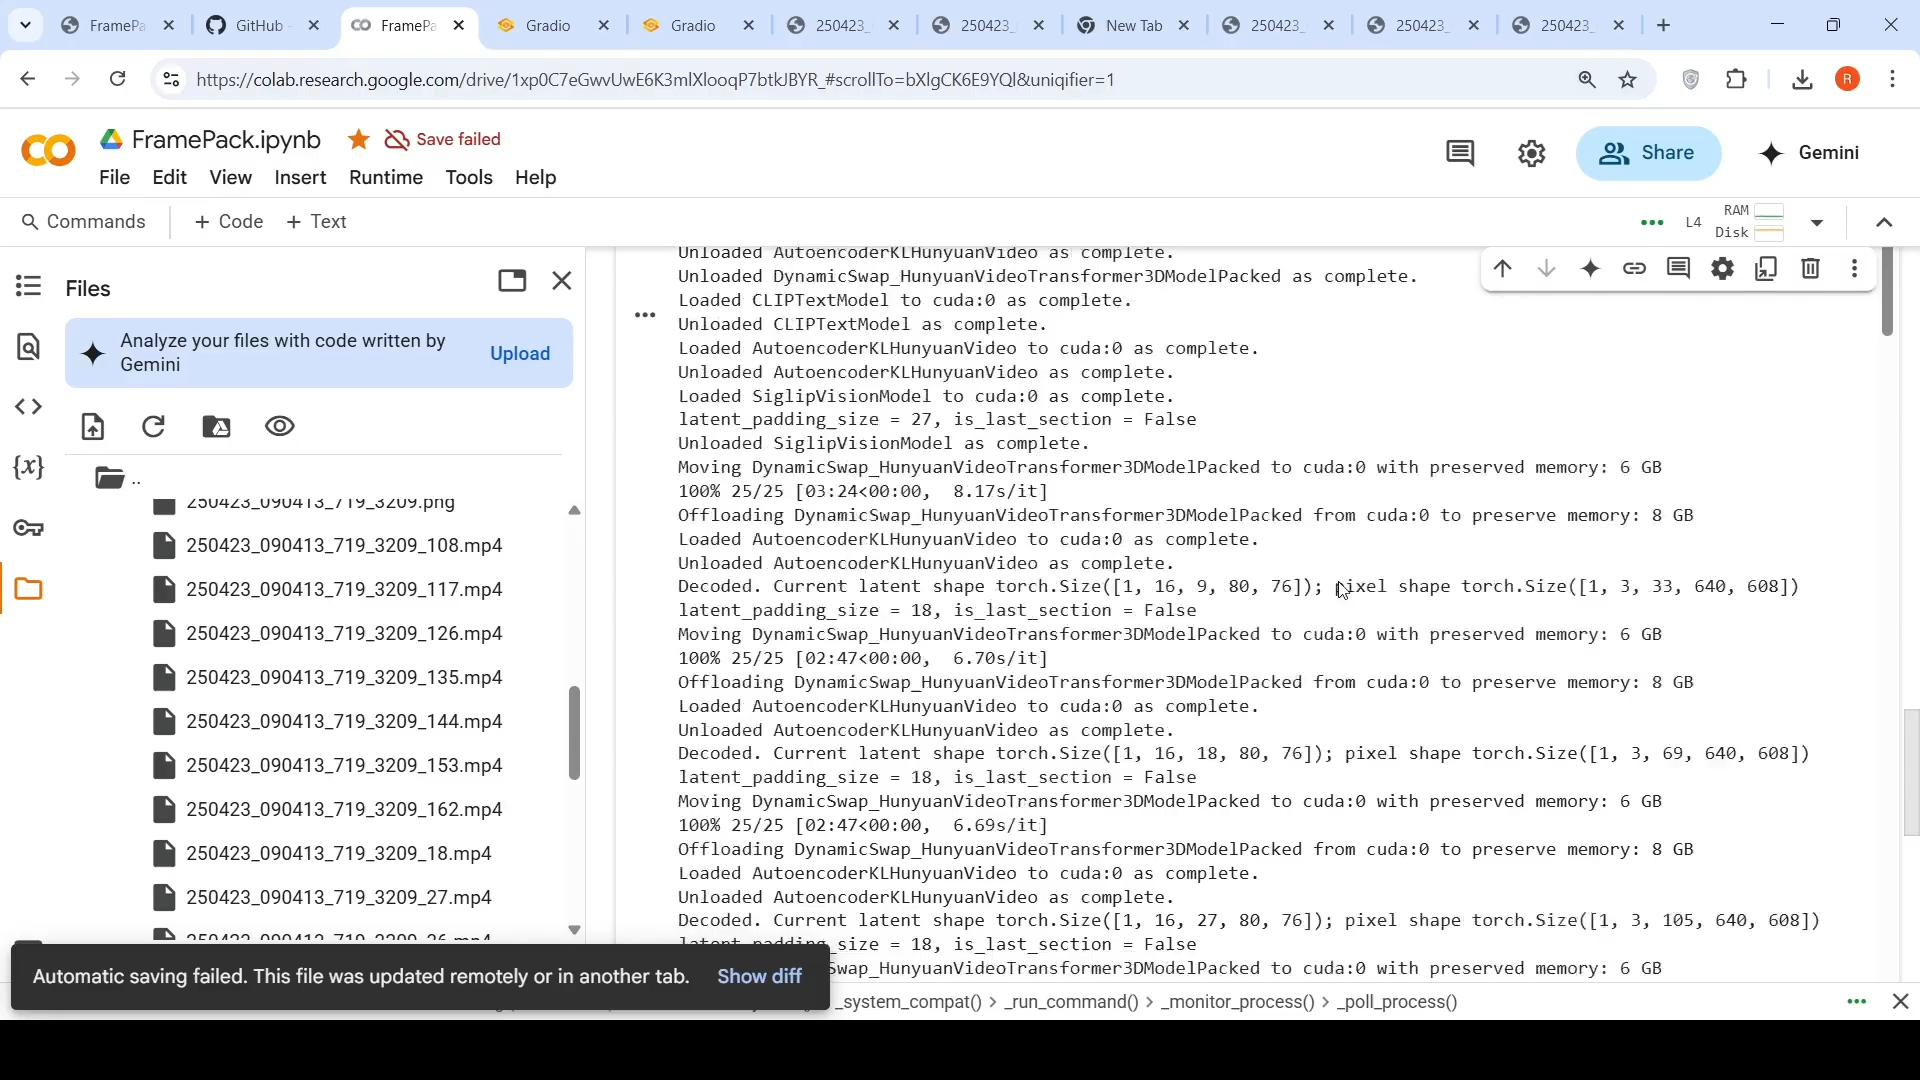 FramePa
GitHub
FramePa
Gradio
Gradio
250423_
250423_
New Tab
250423_
250423_
250423_
https://colab.research.google.com/drive/1xp0C7eGwvUwE6K3mlXlooqP7btkJBYR_#scrollTo=bXlgCK6E9YQl&uniqifier=1
R
FramePack.ipynb
Save failed
Share
Gemini
File Edit View Insert Runtime Tools Help
Commands
+ Code + Text
L4
RAM
Disk
Files
Analyze your files with code written by
Gemini
Upload
..
250423_090413_719_3209.png
250423_090413_719_3209_108.mp4
250423_090413_719_3209_117.mp4
250423_090413_719_3209_126.mp4
250423_090413_719_3209_135.mp4
250423_090413_719_3209_144.mp4
250423_090413_719_3209_153.mp4
250423_090413_719_3209_162.mp4
250423_090413_719_3209_18.mp4
250423_090413_719_3209_27.mp4
250423_090413_719_3209_36.mp4
Unloaded AutoencoderKLHunyuanVideo as complete.
Unloaded DynamicSwap_HunyuanVideoTransformer3DModelPacked as complete.
Loaded CLIPTextModel to cuda:0 as complete.
Unloaded CLIPTextModel as complete.
Loaded AutoencoderKLHunyuanVideo to cuda:0 as complete.
Unloaded AutoencoderKLHunyuanVideo as complete.
Loaded SiglipVisionModel to cuda:0 as complete.
latent_padding_size = 27, is_last_section = False
Unloaded SiglipVisionModel as complete.
Moving DynamicSwap_HunyuanVideoTransformer3DModelPacked to cuda:0 with preserved memory: 6 GB
100% 25/25 [03:24<00:00,  8.17s/it]
Offloading DynamicSwap_HunyuanVideoTransformer3DModelPacked from cuda:0 to preserve memory: 8 GB
Loaded AutoencoderKLHunyuanVideo to cuda:0 as complete.
Unloaded AutoencoderKLHunyuanVideo as complete.
Decoded. Current latent shape torch.Size([1, 16, 9, 80, 76]); pixel shape torch.Size([1, 3, 33, 640, 608])
latent_padding_size = 18, is_last_section = False
Moving DynamicSwap_HunyuanVideoTransformer3DModelPacked to cuda:0 with preserved memory: 6 GB
100% 25/25 [02:47<00:00,  6.70s/it]
Offloading DynamicSwap_HunyuanVideoTransformer3DModelPacked from cuda:0 to preserve memory: 8 GB
Loaded AutoencoderKLHunyuanVideo to cuda:0 as complete.
Unloaded AutoencoderKLHunyuanVideo as complete.
Decoded. Current latent shape torch.Size([1, 16, 18, 80, 76]); pixel shape torch.Size([1, 3, 69, 640, 608])
latent_padding_size = 18, is_last_section = False
Moving DynamicSwap_HunyuanVideoTransformer3DModelPacked to cuda:0 with preserved memory: 6 GB
100% 25/25 [02:47<00:00,  6.69s/it]
Offloading DynamicSwap_HunyuanVideoTransformer3DModelPacked from cuda:0 to preserve memory: 8 GB
Loaded AutoencoderKLHunyuanVideo to cuda:0 as complete.
Unloaded AutoencoderKLHunyuanVideo as complete.
Decoded. Current latent shape torch.Size([1, 16, 27, 80, 76]); pixel shape torch.Size([1, 3, 105, 640, 608])
latent_padding_size = 18, is_last_section = False
Swap_HunyuanVideoTransformer3DModelPacked to cuda:0 with preserved memory: 6 GB
Automatic saving failed. This file was updated remotely or in another tab. Show diff
_system_compat() > _run_command() > _monitor_process() > _poll_process()